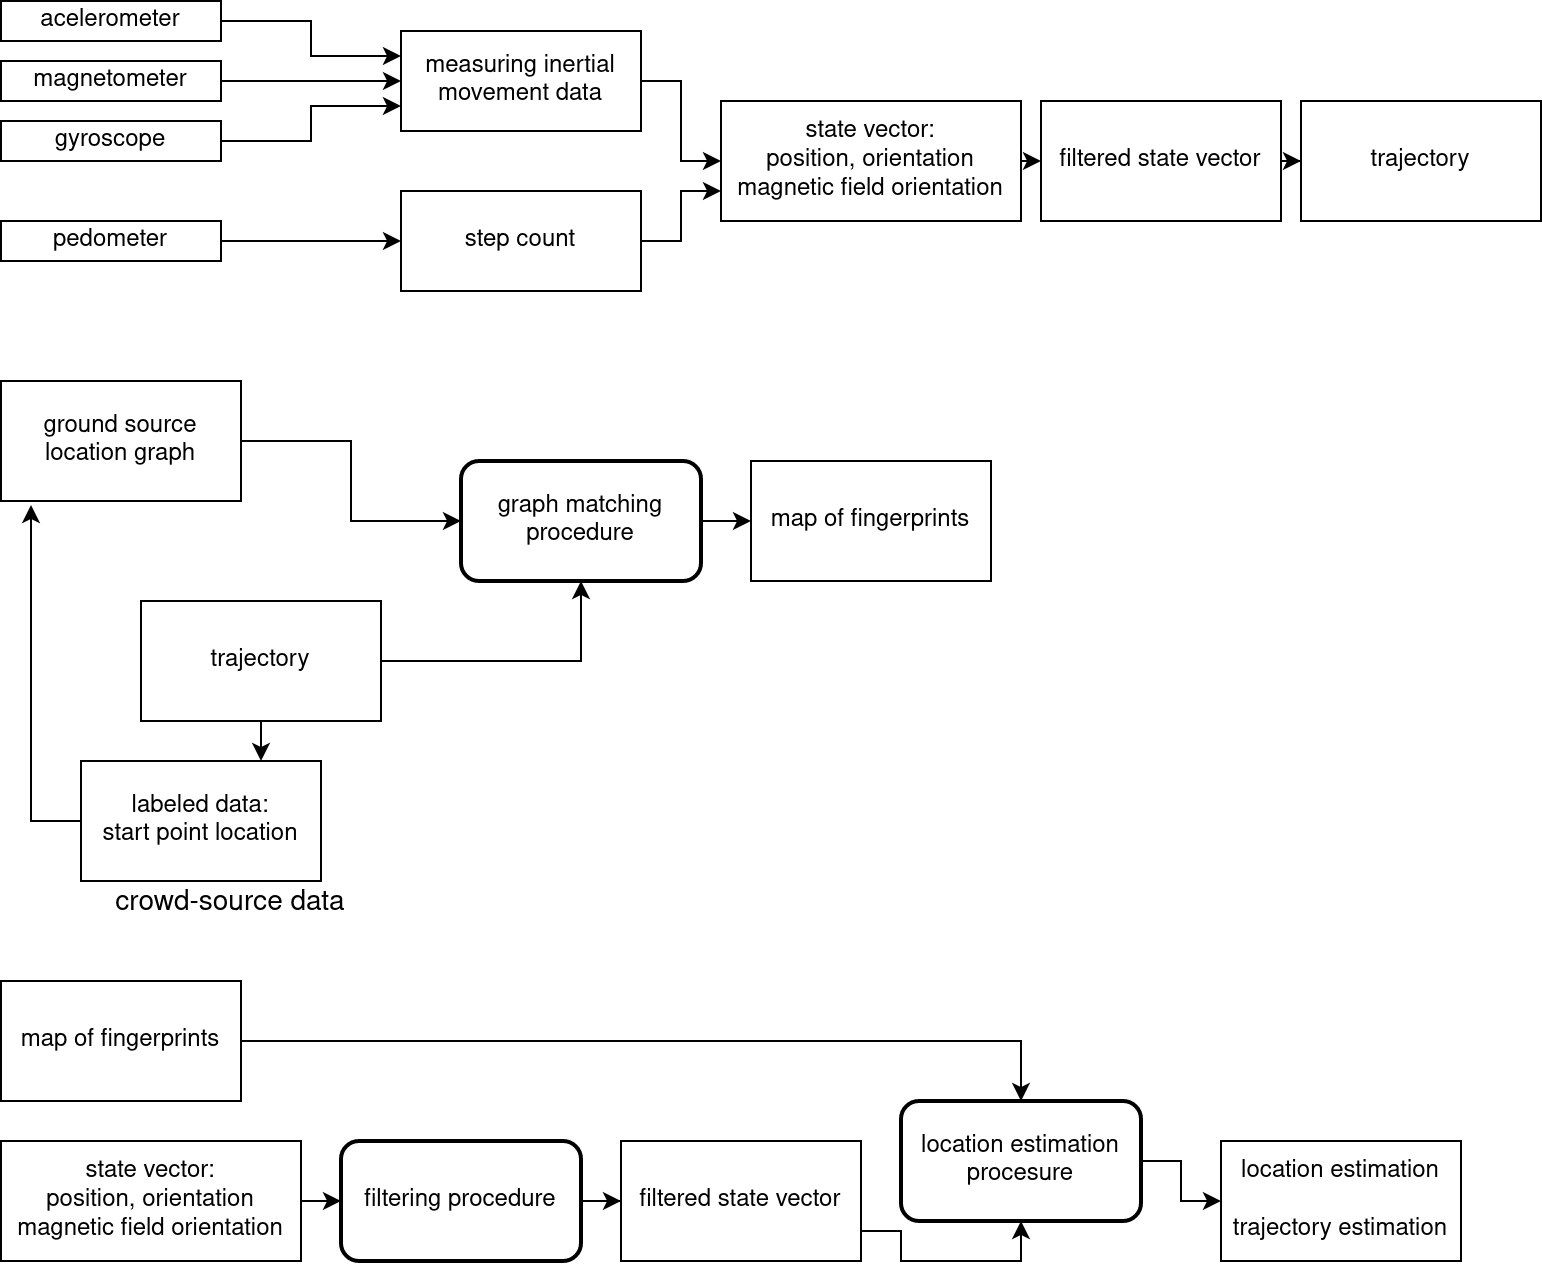 acelerometer
magnetometer
gyroscope
pedometer
measuring inertial
movement data
step count
state vector:
position, orientation
magnetic field orientation
filtered state vector
trajectory
ground source
location graph
graph matching
procedure
map of fingerprints
trajectory
labeled data:
start point location
crowd-source data
map of fingerprints
state vector:
position, orientation
magnetic field orientation
filtering procedure
filtered state vector
location estimation
procesure
location estimation
trajectory estimation